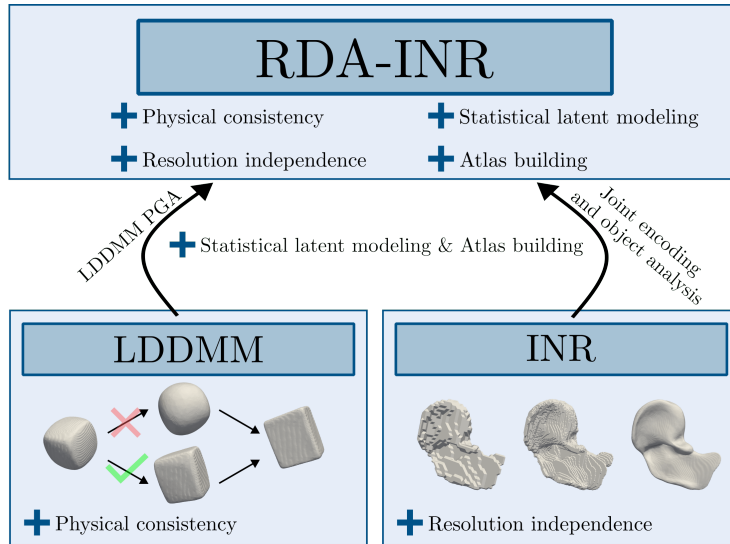 RDA-INR
Physical consistency
Statistical latent modeling
Resolution independence
Atlas building
LDDMM PGA
Joint encoding
and object analysis
Statistical latent modeling & Atlas building
LDDMM
INR
Physical consistency
Resolution independence